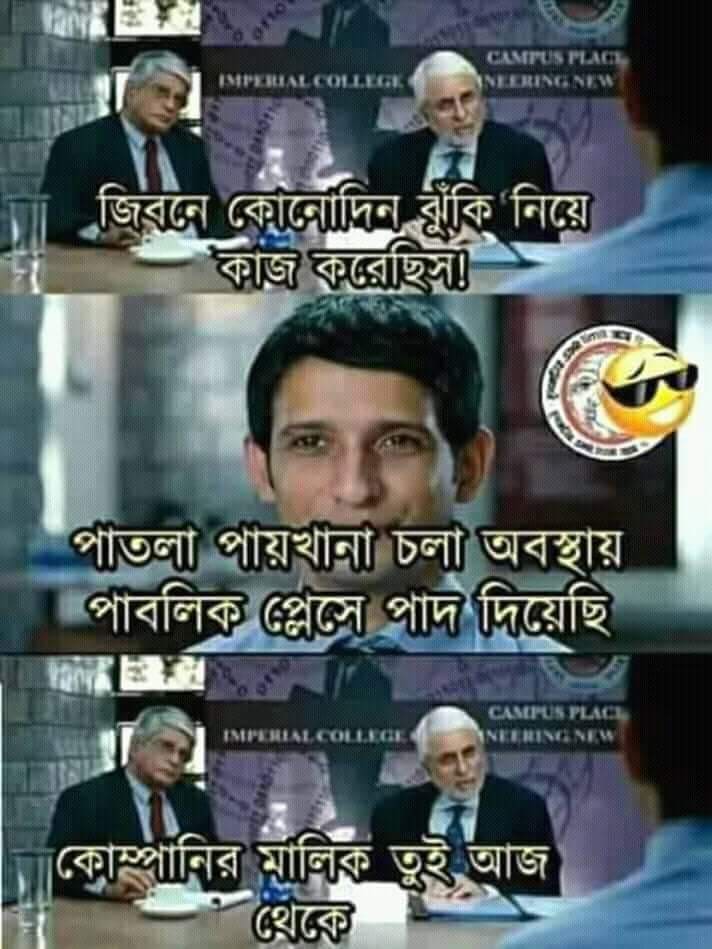 CAMPUS PLACE
IMPERIAL COLLEGE
NEERING NEW
জিবনে কোনোদিন ঝুঁকি নিয়ে
কাজ করেছিস!
পাতলা পায়খানা চলা অবস্থায়
পাবলিক প্লেসে পাদ দিয়েছি
CAMPUS PLACE
IMPERIAL COLLEGE
NEERING NEW
কোম্পানির মালিক তুই আজ
থেকে